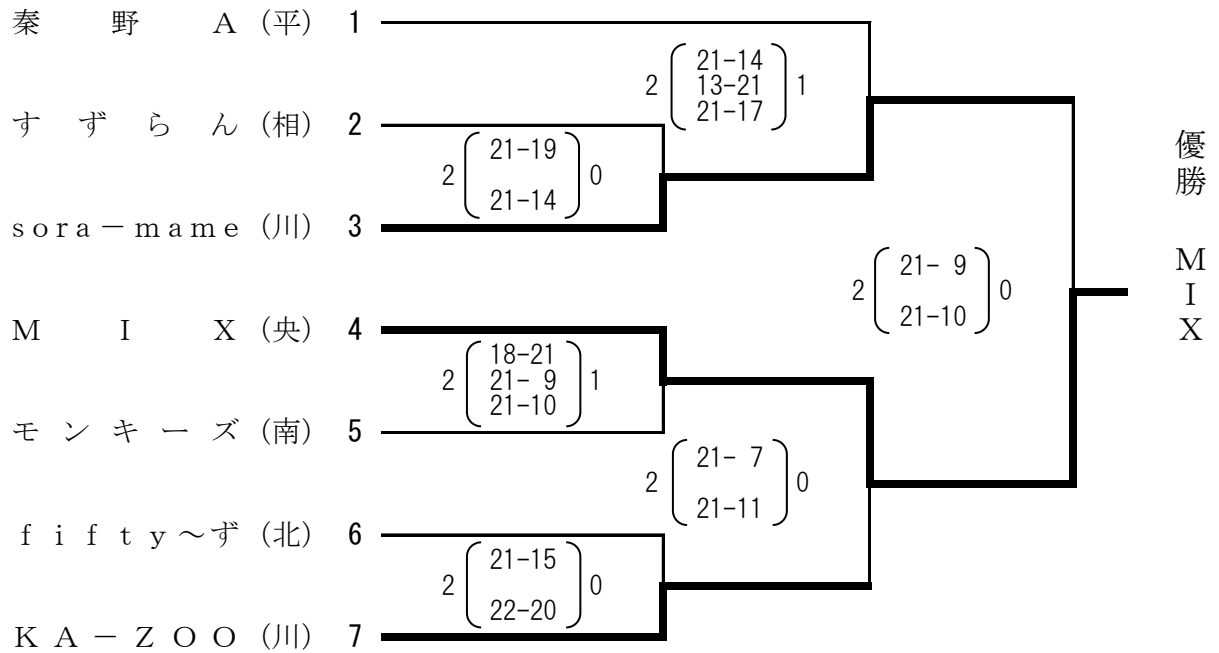 秦野A (平) 1
2 21-14 1
13-21
21-17
すずらん (相) 2
2 21-19 0
21-14
sora－mame (川) 3
2 21- 9 0
21-10
優勝 MIX
MIX (央) 4
2 18-21 1
21- 9
21-10
モンキーズ (南) 5
2 21- 7 0
21-11
fifty～ず (北) 6
2 21-15 0
22-20
KA－ZOO (川) 7